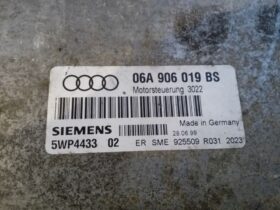 06A 906 019 BS
Motorsteuerung 3022
Made in Germany
SIEMENS
28.06.99
5WP4433 02
ER SME 925509 R031 2023